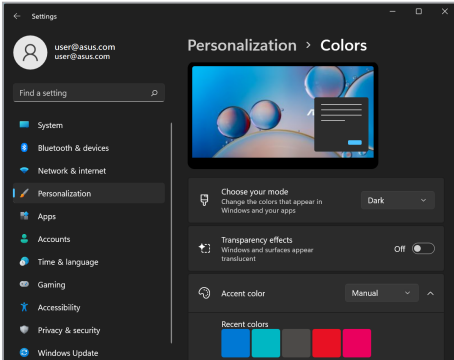 Settings
user@asus.com
user@asus.com
Find a setting
System
Bluetooth & devices
Network & internet
Personalization
Apps
Accounts
Time & language
Gaming
Accessibility
Privacy & security
Windows Update
Personalization > Colors
Choose your mode
Change the colors that appear in
Windows and your apps
Dark
Transparency effects
Windows and surfaces appear
translucent
Off
Accent color
Manual
Recent colors